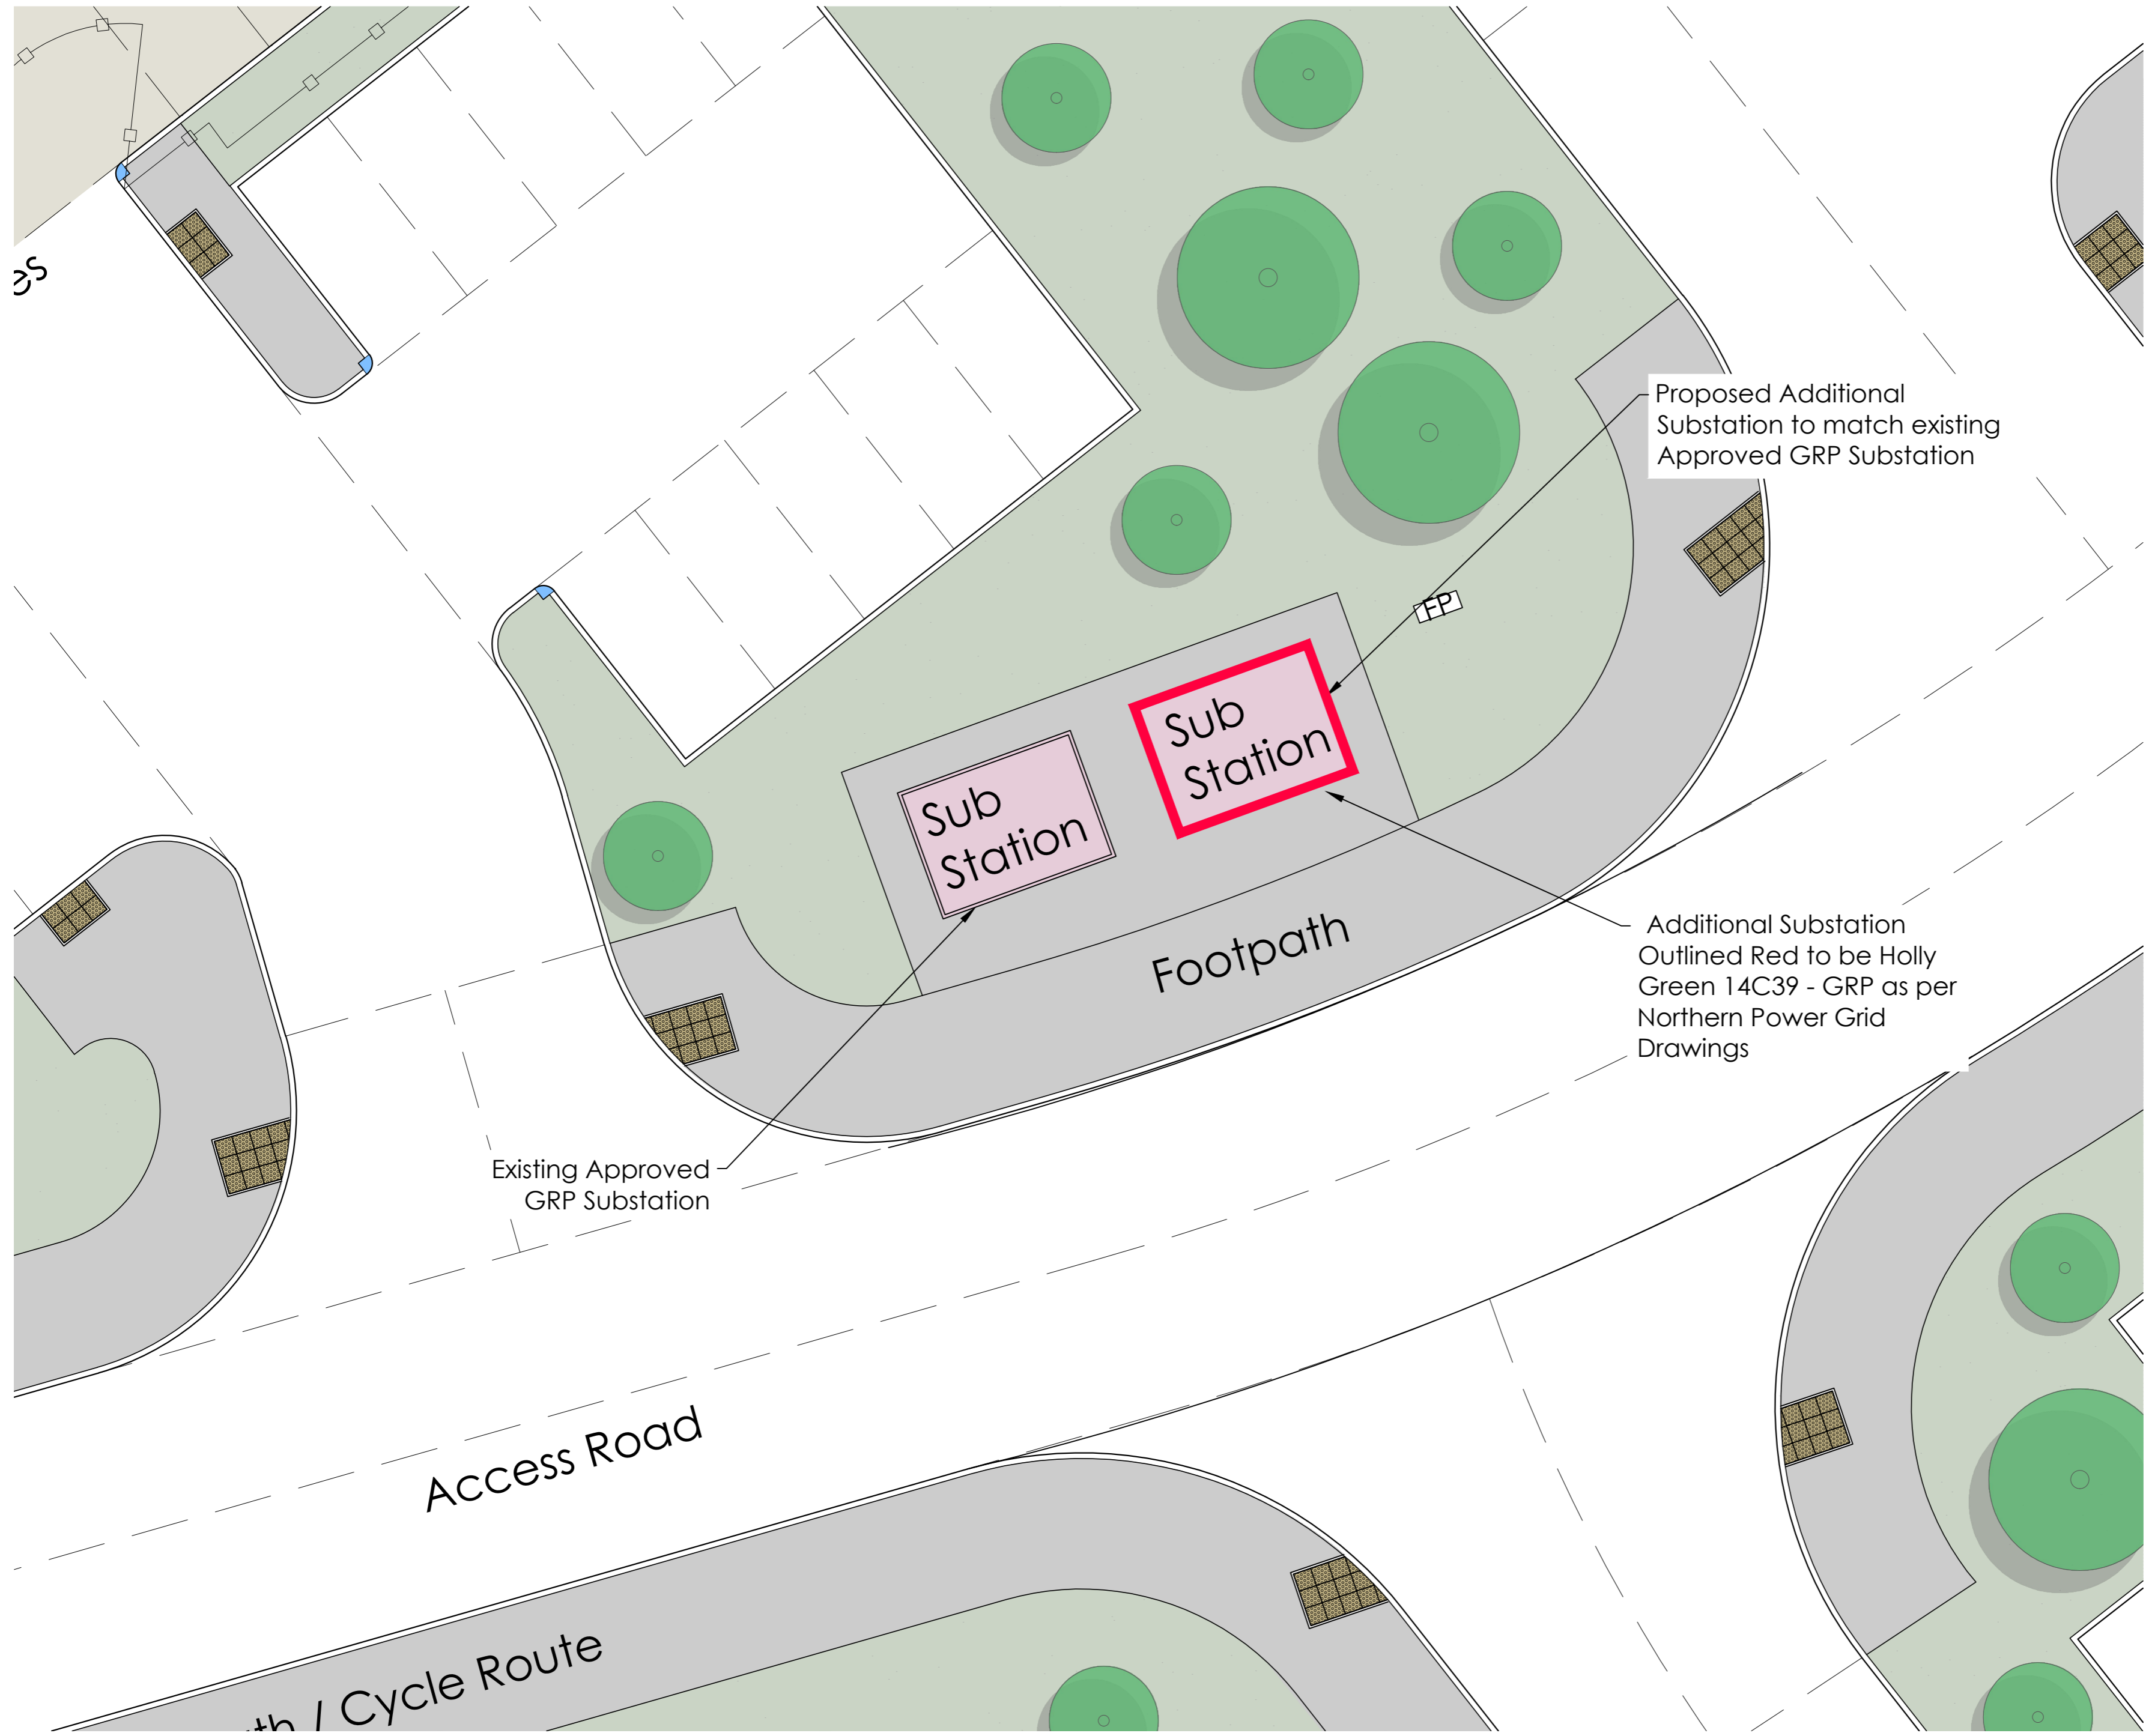 es
Proposed Additional
Substation to match existing
Approved GRP Substation
FP
Sub
Station
Sub
Station
Footpath
Additional Substation
Outlined Red to be Holly
Green 14C39 - GRP as per
Northern Power Grid
Drawings
Existing Approved
GRP Substation
Access Road
th / Cycle Route